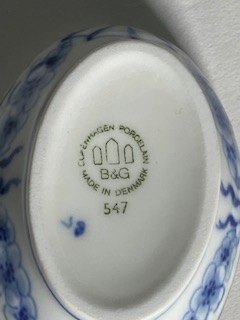 COPENHAGEN PORCELAIN
B&G
MADE IN DENMARK
547